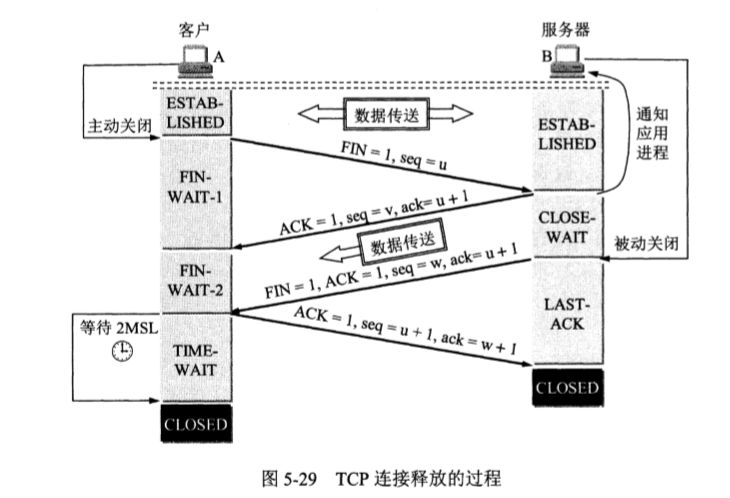 客户
服务器
A
B
ESTAB-
LISHED
数据传送
ESTAB-
LISHED
通知
应用
进程
主动关闭
FIN = 1, seq = u
FIN-
WAIT-1
ACK = 1, seq = v, ack= u + 1
CLOSE-
WAIT
数据传送
被动关闭
FIN-
WAIT-2
FIN = 1, ACK = 1, seq = w, ack= u + 1
LAST-
ACK
等待 2MSL
ACK = 1, seq = u + 1, ack = w + 1
TIME-
WAIT
CLOSED
CLOSED
图 5-29 TCP 连接释放的过程